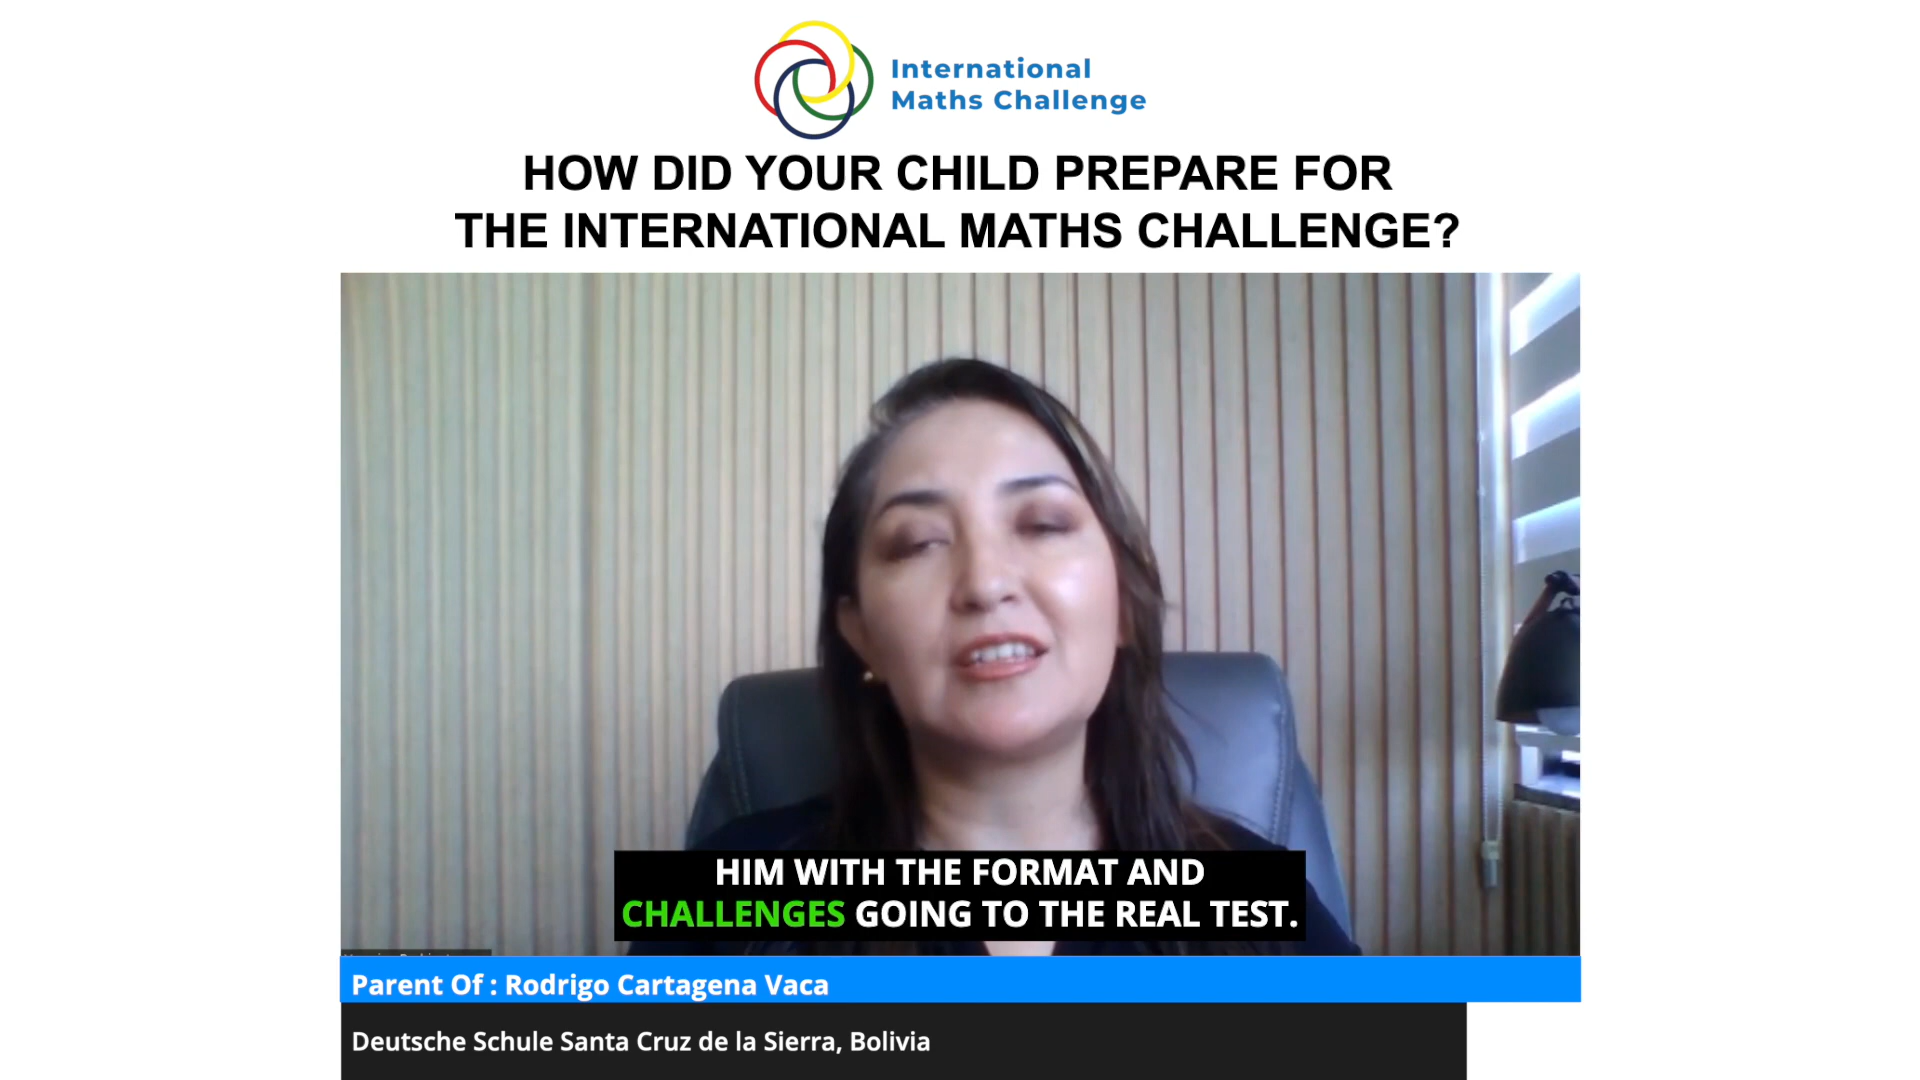 International
Maths Challenge
HOW DID YOUR CHILD PREPARE FOR
THE INTERNATIONAL MATHS CHALLENGE?
HIM WITH THE FORMAT AND
CHALLENGES GOING TO THE REAL TEST.
Parent Of : Rodrigo Cartagena Vaca
Deutsche Schule Santa Cruz de la Sierra, Bolivia